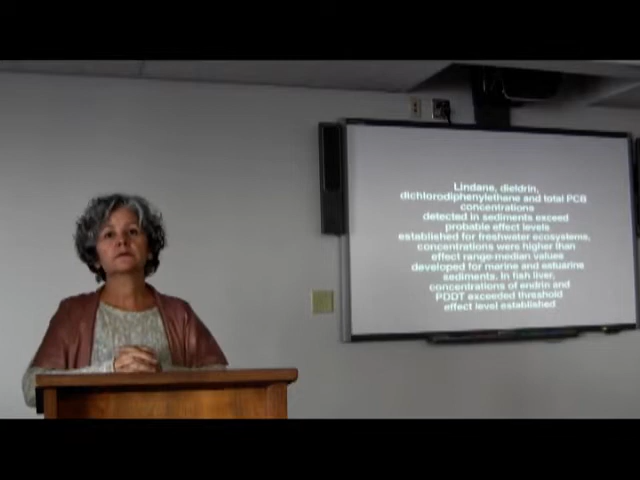 Lindane, dieldrin,
dichlorodiphenylethane and total PCB
concentrations
detected in sediments exceed
probable effect levels
established for freshwater ecosystems,
concentrations were higher than
effect range-median values
developed for marine and estuarine
sediments. In fish liver,
concentrations of endrin and
PDDT exceeded threshold
effect level established